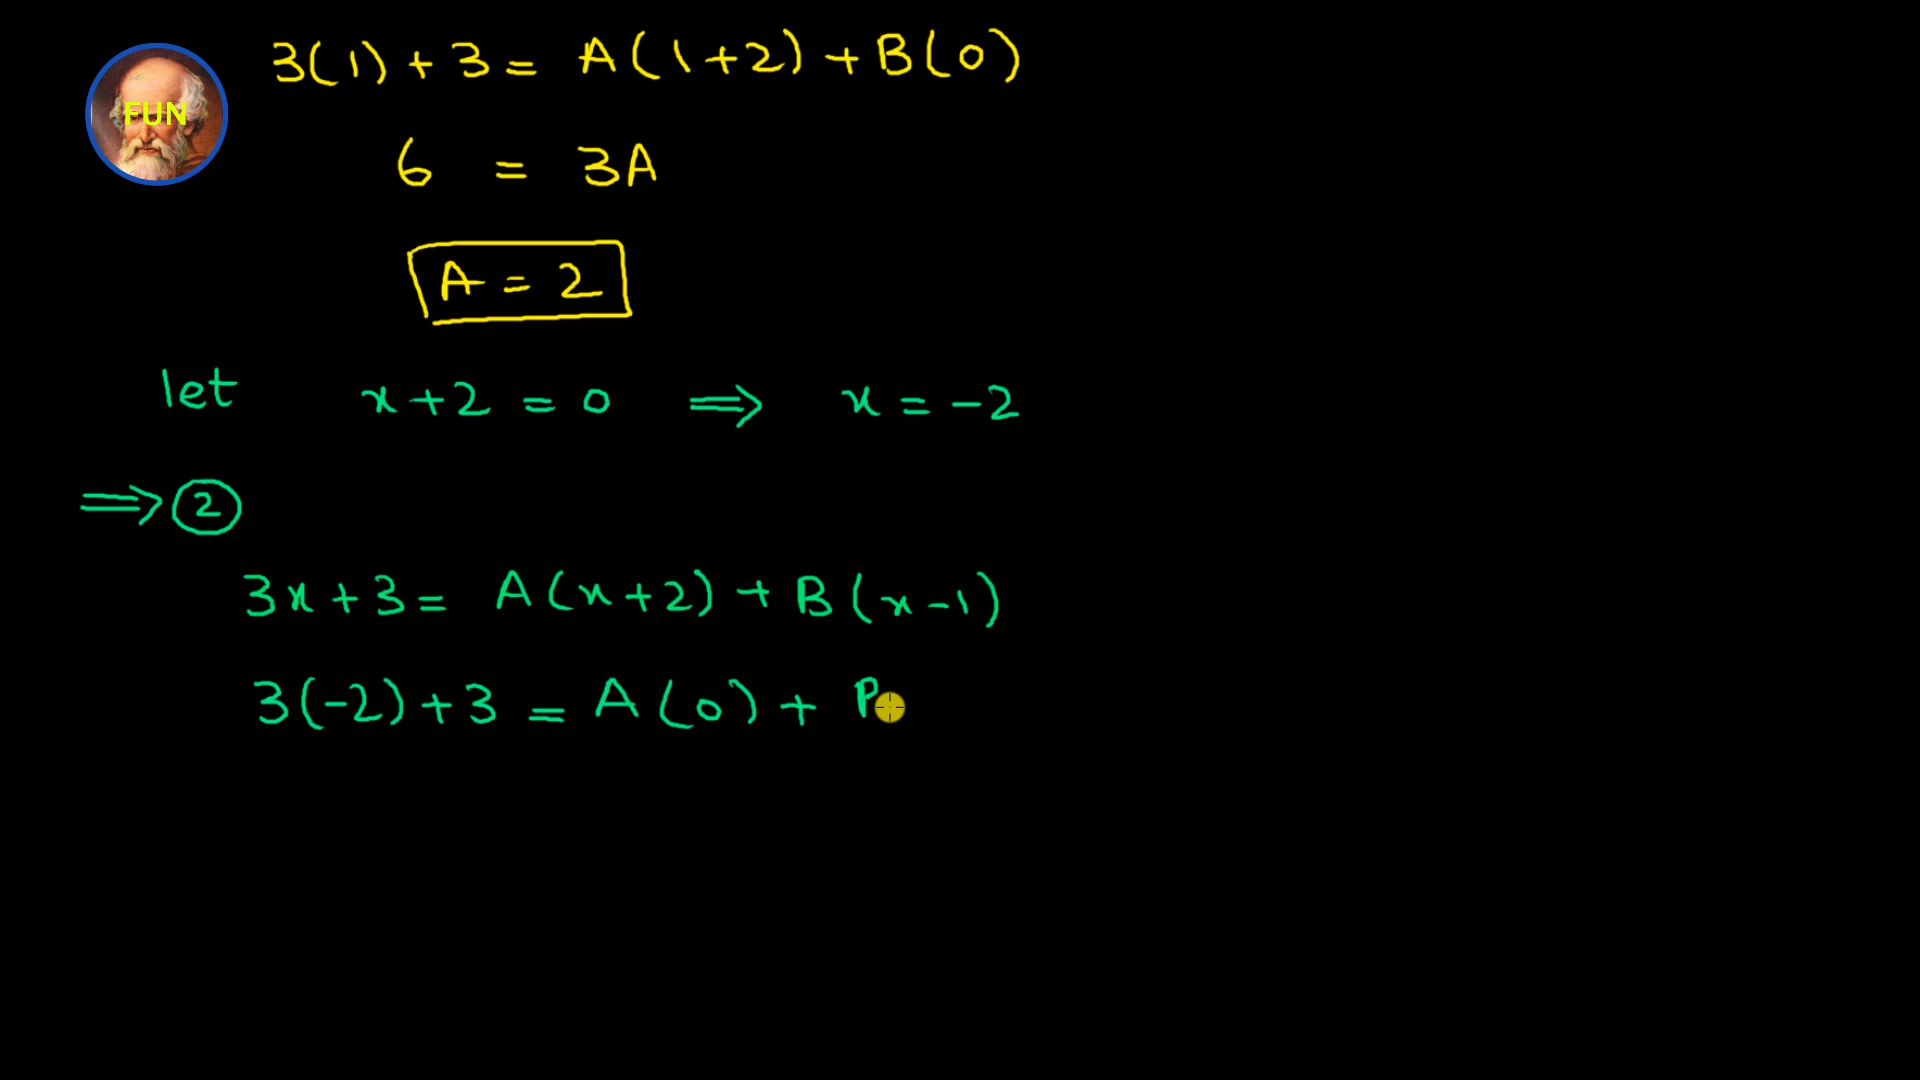 FUN
3(1)+3= A(1+2)+B(0)
6 = 3A
A = 2
let x+2=0 ⟹ x=-2
⟹②
3x+3= A(x+2)+B(x-1)
3(-2)+3 = A(0)+